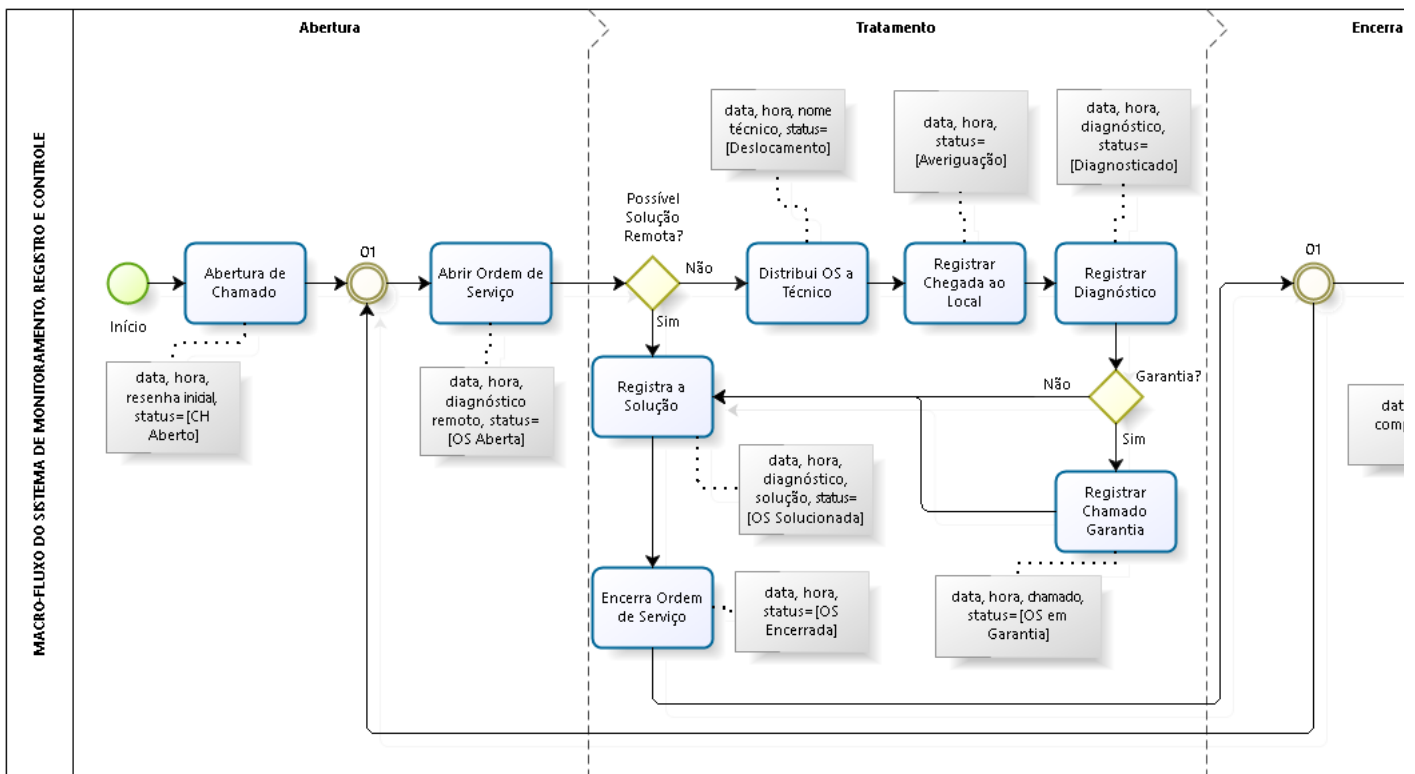 MACRO-FLUXO DO SISTEMA DE MONITORAMENTO, REGISTRO E CONTROLE
Abertura
Tratamento
Encerra
Início
Abertura de
Chamado
data, hora,
resenha inicial,
status=[CH
Aberto]
01
Abrir Ordem de
Serviço
data, hora,
diagnóstico
remoto, status=
[OS Aberta]
Possível
Solução
Remota?
Não
Sim
data, hora, nome
técnico, status=
[Deslocamento]
Distribui OS a
Técnico
data, hora,
status=
[Averiguação]
Registrar
Chegada ao
Local
data, hora,
diagnóstico,
status=
[Diagnosticado]
Registrar
Diagnóstico
Garantia?
Não
Sim
Registra a
Solução
data, hora,
diagnóstico,
solução, status=
[OS Solucionada]
Registrar
Chamado
Garantia
data, hora, chamado,
status=[OS em
Garantia]
Encerra Ordem
de Serviço
data, hora,
status=[OS
Encerrada]
01
dat
comp